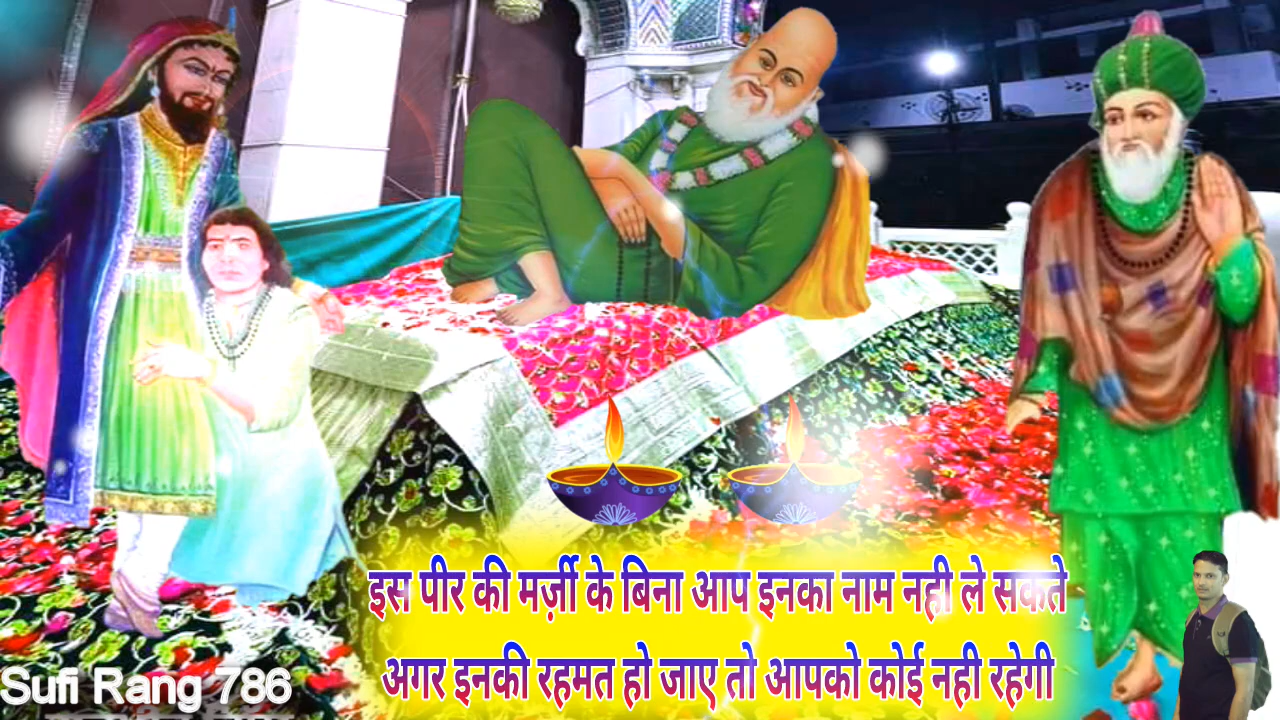 इस पीर की मर्ज़ी के बिना आप इनका नाम नही ले सकते
अगर इनकी रहमत हो जाए तो आपको कोई नही रहेगी
Sufi Rang 786